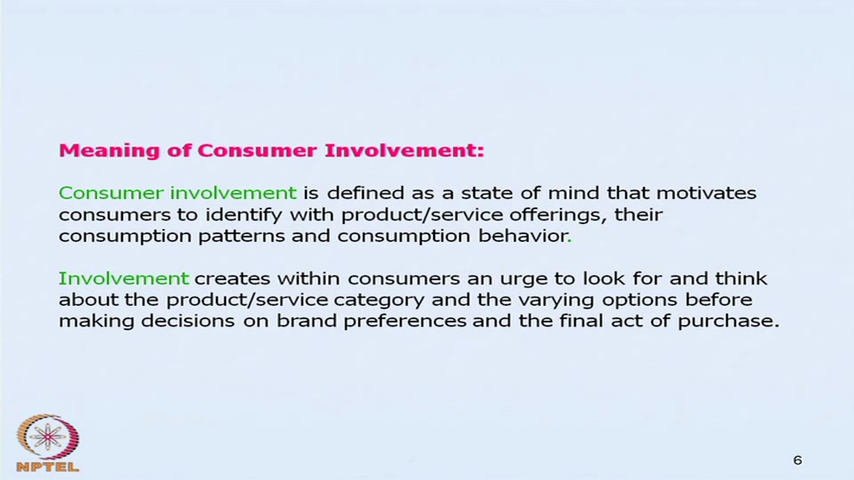 Meaning of Consumer Involvement:
Consumer involvement is defined as a state of mind that motivates
consumers to identify with product/service offerings, their
consumption patterns and consumption behavior.
Involvement creates within consumers an urge to look for and think
about the product/service category and the varying options before
making decisions on brand preferences and the final act of purchase.
NPTEL
6